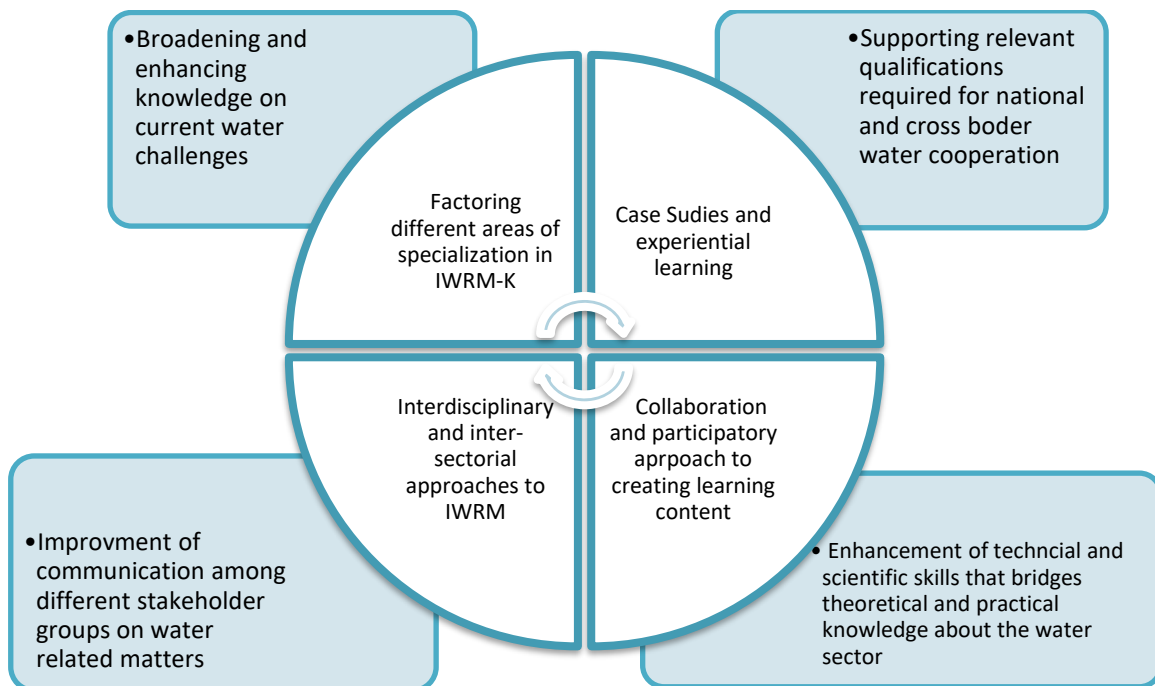 •Broadening and
enhancing
knowledge on
current water
challenges
•Supporting relevant
qualifications
required for national
and cross boder
water cooperation
Factoring
different areas of
specialization in
IWRM-K
Case Sudies and
experiential
learning
Interdisciplinary
and inter-
sectorial
approaches to
IWRM
Collaboration
and participatory
aprpoach to
creating learning
content
•Improvment of
communication among
different stakeholder
groups on water
related matters
• Enhancement of techncial and
scientific skills that bridges
theoretical and practical
knowledge about the water
sector